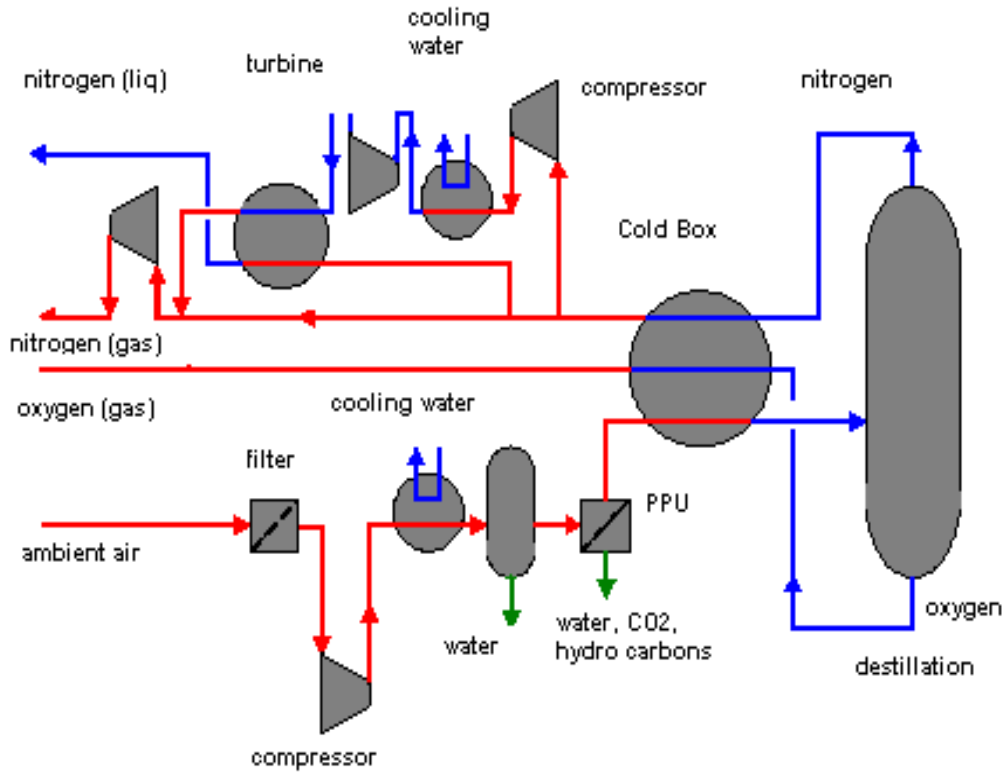 cooling
water
turbine
nitrogen (liq)
compressor
nitrogen
Cold Box
nitrogen (gas)
oxygen (gas)
cooling water
filter
PPU
ambient air
water
water, CO2,
hydro carbons
oxygen
destillation
compressor